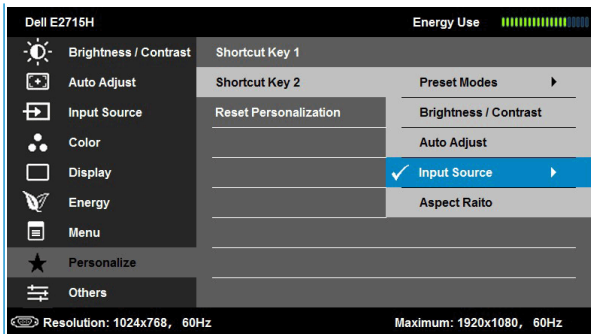 Dell E2715H Energy Use
Brightness / Contrast Shortcut Key 1
Auto Adjust Shortcut Key 2 Preset Modes
Input Source Reset Personalization Brightness / Contrast
Color Auto Adjust
Display Input Source
Energy Aspect Raito
Menu
Personalize
Others
Resolution: 1024x768, 60Hz Maximum: 1920x1080, 60Hz